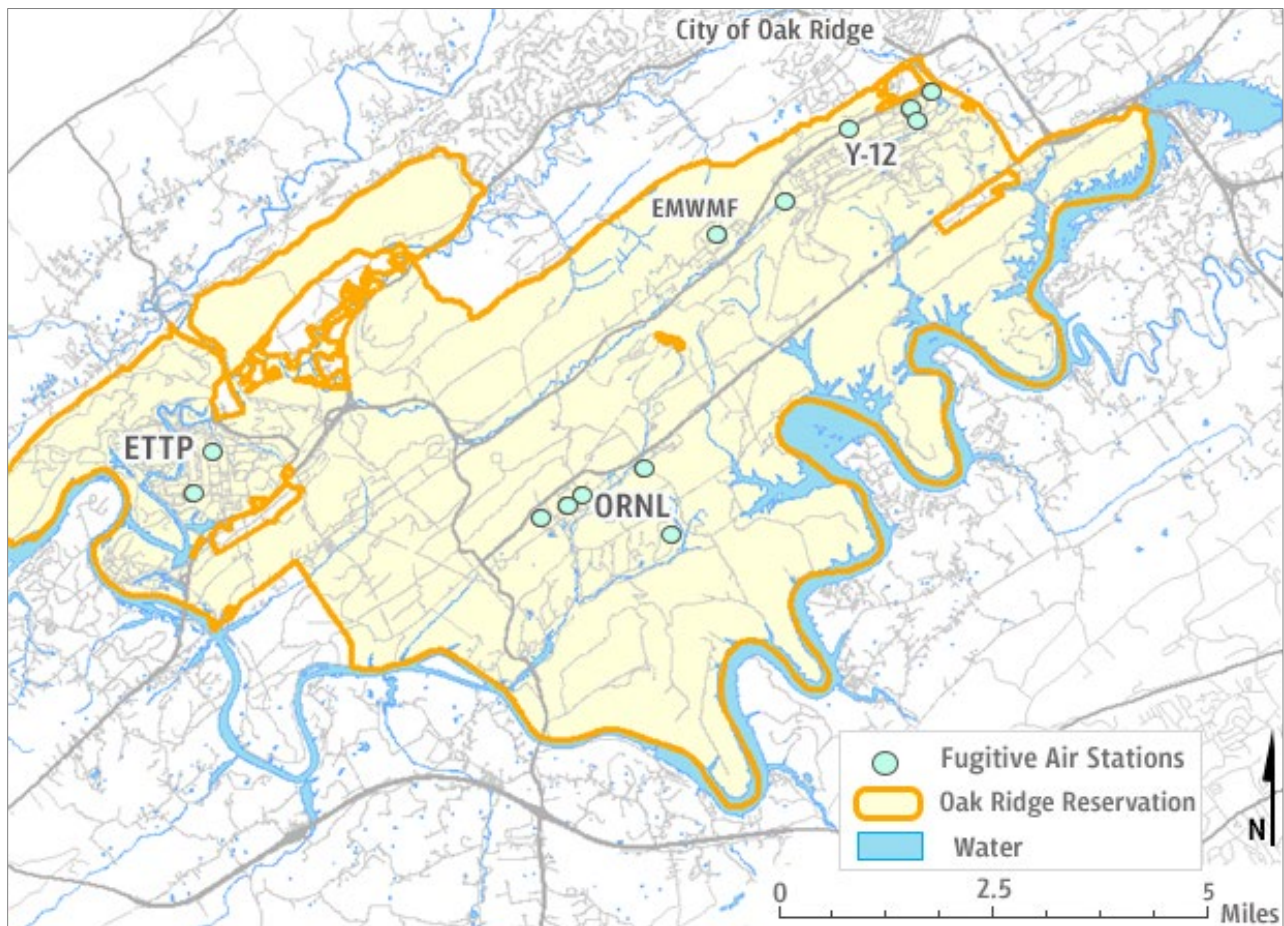 City of Oak Ridge
Y-12
EMWMF
ETTP
ORNL
Fugitive Air Stations
Oak Ridge Reservation
Water
N
0 2.5 5
Miles